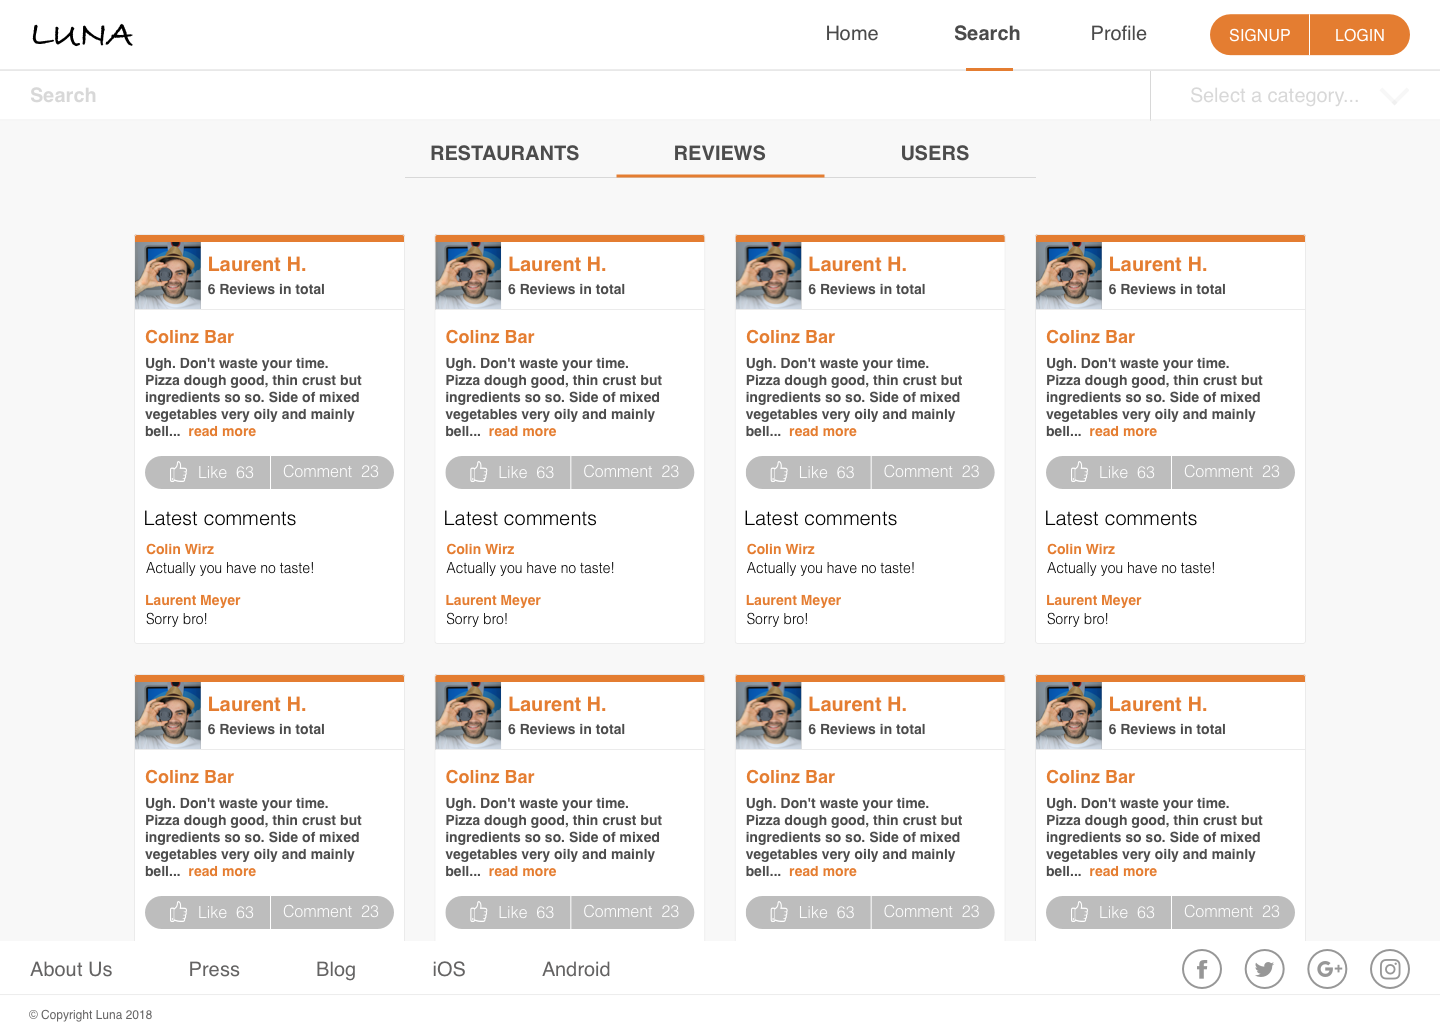 LUNA
Home Search Profile SIGNUP LOGIN
Search Select a category...
RESTAURANTS REVIEWS USERS
Laurent H.
6 Reviews in total
Colinz Bar
Ugh. Don't waste your time.
Pizza dough good, thin crust but
ingredients so so. Side of mixed
vegetables very oily and mainly
bell... read more
Like 63 Comment 23
Latest comments
Colin Wirz
Actually you have no taste!
Laurent Meyer
Sorry bro!
Laurent H.
6 Reviews in total
Colinz Bar
Ugh. Don't waste your time.
Pizza dough good, thin crust but
ingredients so so. Side of mixed
vegetables very oily and mainly
bell... read more
Like 63 Comment 23
Latest comments
Colin Wirz
Actually you have no taste!
Laurent Meyer
Sorry bro!
Laurent H.
6 Reviews in total
Colinz Bar
Ugh. Don't waste your time.
Pizza dough good, thin crust but
ingredients so so. Side of mixed
vegetables very oily and mainly
bell... read more
Like 63 Comment 23
Latest comments
Colin Wirz
Actually you have no taste!
Laurent Meyer
Sorry bro!
Laurent H.
6 Reviews in total
Colinz Bar
Ugh. Don't waste your time.
Pizza dough good, thin crust but
ingredients so so. Side of mixed
vegetables very oily and mainly
bell... read more
Like 63 Comment 23
Latest comments
Colin Wirz
Actually you have no taste!
Laurent Meyer
Sorry bro!
Laurent H.
6 Reviews in total
Colinz Bar
Ugh. Don't waste your time.
Pizza dough good, thin crust but
ingredients so so. Side of mixed
vegetables very oily and mainly
bell... read more
Like 63 Comment 23
Laurent H.
6 Reviews in total
Colinz Bar
Ugh. Don't waste your time.
Pizza dough good, thin crust but
ingredients so so. Side of mixed
vegetables very oily and mainly
bell... read more
Like 63 Comment 23
Laurent H.
6 Reviews in total
Colinz Bar
Ugh. Don't waste your time.
Pizza dough good, thin crust but
ingredients so so. Side of mixed
vegetables very oily and mainly
bell... read more
Like 63 Comment 23
Laurent H.
6 Reviews in total
Colinz Bar
Ugh. Don't waste your time.
Pizza dough good, thin crust but
ingredients so so. Side of mixed
vegetables very oily and mainly
bell... read more
Like 63 Comment 23
About Us Press Blog iOS Android
© Copyright Luna 2018